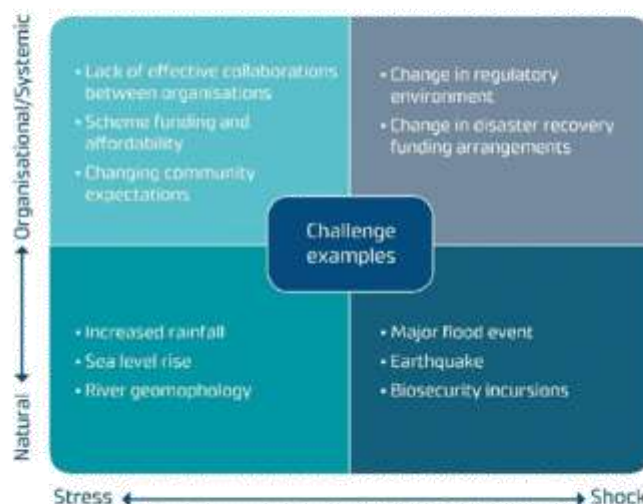 Organisational/Systemic
Natural
• Lack of effective collaborations
between organisations
• Scheme funding and
affordability
• Changing community
expectations
• Change in regulatory
environment
• Change in disaster recovery
funding arrangements
Challenge
examples
• Increased rainfall
• Sea level rise
• River geomophology
• Major flood event
• Earthquake
• Biosecurity incursions
Stress
Shock